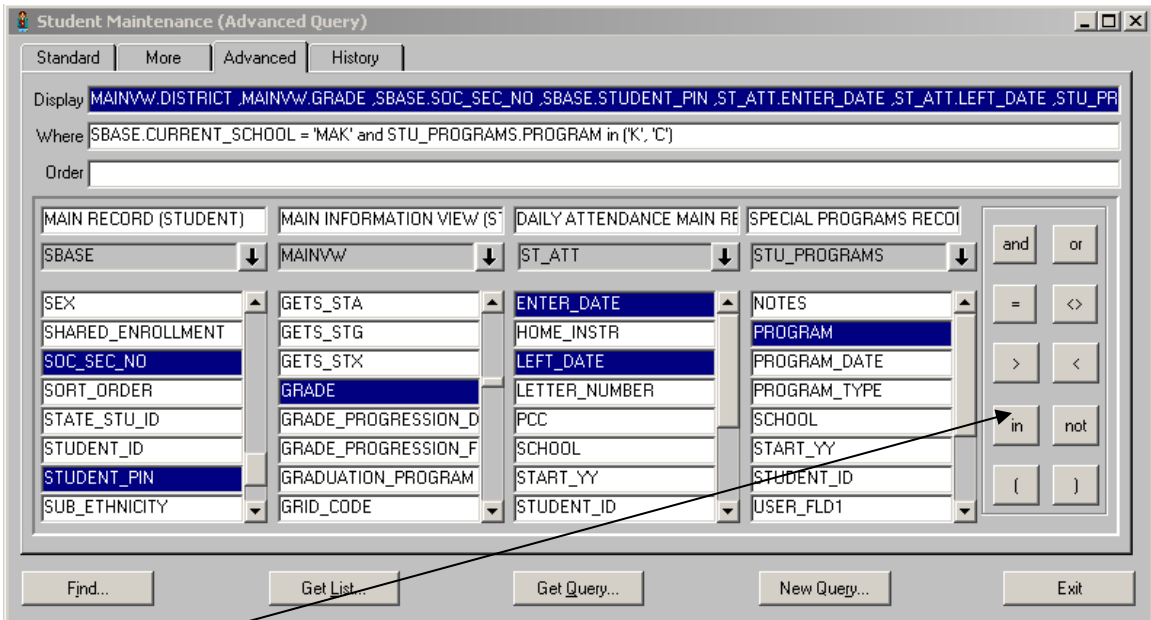 Student Maintenance (Advanced Query)
Standard More Advanced History
Display MAINVW.DISTRICT ,MAINVW.GRADE ,SBASE.SOC_SEC_NO ,SBASE.STUDENT_PIN ,ST_ATT.ENTER_DATE ,ST_ATT.LEFT_DATE ,STU_PR
Where SBASE.CURRENT_SCHOOL = 'MAK' and STU_PROGRAMS.PROGRAM in ('K', 'C')
Order
MAIN RECORD (STUDENT) MAIN INFORMATION VIEW (ST DAILY ATTENDANCE MAIN RE SPECIAL PROGRAMS RECOI
SBASE MAINVW ST_ATT STU_PROGRAMS and or
SEX GETS_STA ENTER_DATE NOTES = <>
SHARED_ENROLLMENT GETS_STG HOME_INSTR PROGRAM
SOC_SEC_NO GETS_STX LEFT_DATE PROGRAM_DATE > <
SORT_ORDER GRADE LETTER_NUMBER PROGRAM_TYPE
STATE_STU_ID GRADE_PROGRESSION_D PCC SCHOOL in not
STUDENT_ID GRADE_PROGRESSION_F SCHOOL START_YY
STUDENT_PIN GRADUATION_PROGRAM START_YY STUDENT_ID ( )
SUB_ETHNICITY GRID_CODE STUDENT_ID USER_FLD1
Find... Get List... Get Query... New Query... Exit